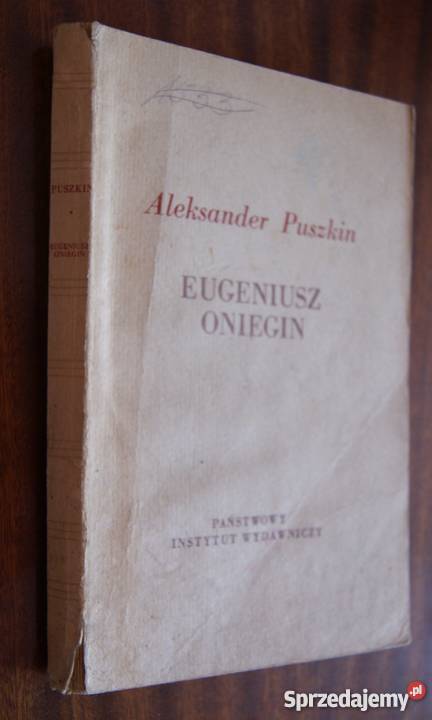 Aleksander Puszkin
EUGENIUSZ
ONIEGIN
PAŃSTWOWY
INSTYTUT WYDAWNICZY
PUSZKIN
EUGENIUSZ
ONIEGIN
Sprzedajemy.pl